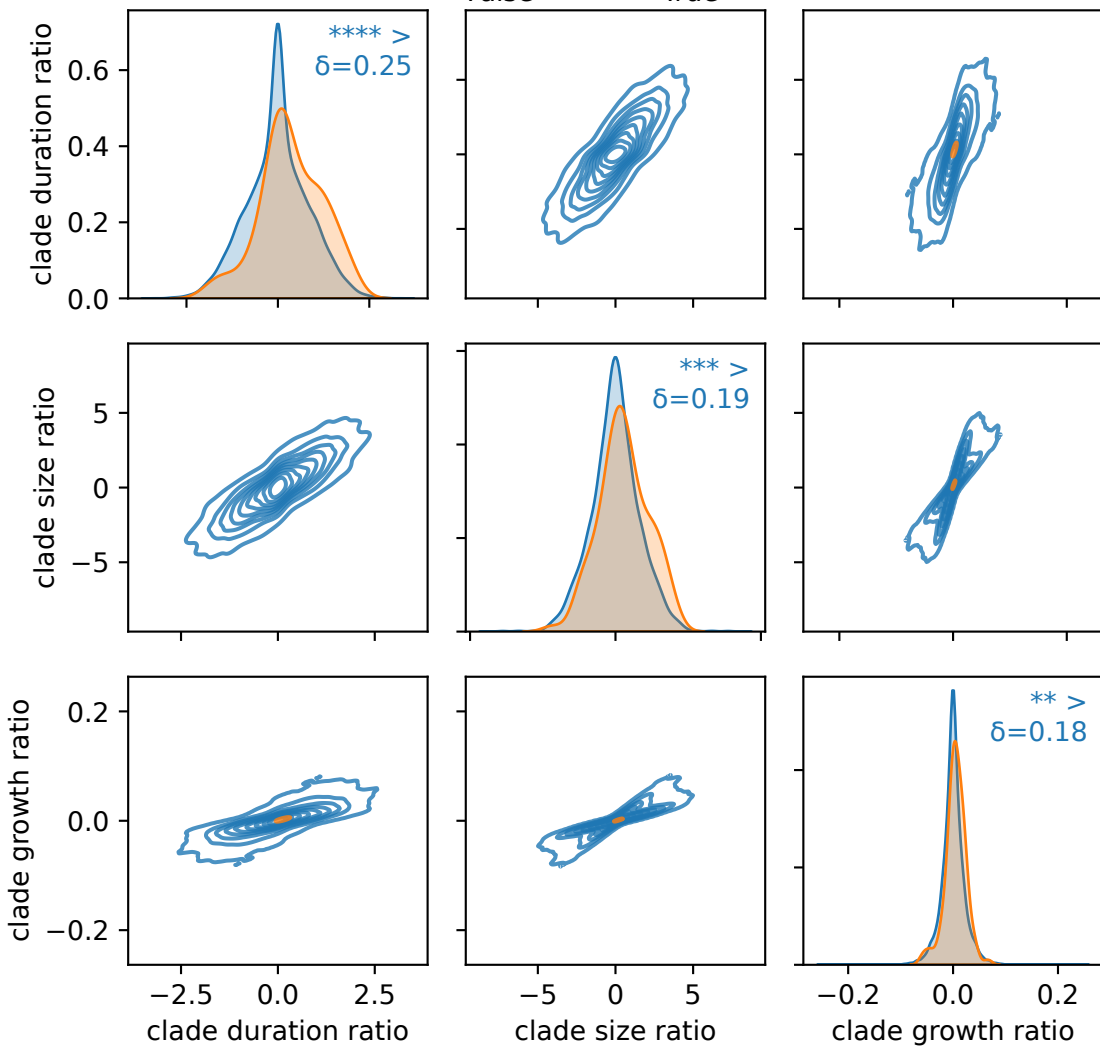 clade duration ratio
0.6
0.4
0.2
0.0
**** >
δ=0.25
clade size ratio
5
0
−5
*** >
δ=0.19
clade growth ratio
0.2
0.0
−0.2
** >
δ=0.18
−2.5 0.0 2.5
−5 0 5
−0.2 0.0 0.2
clade duration ratio
clade size ratio
clade growth ratio